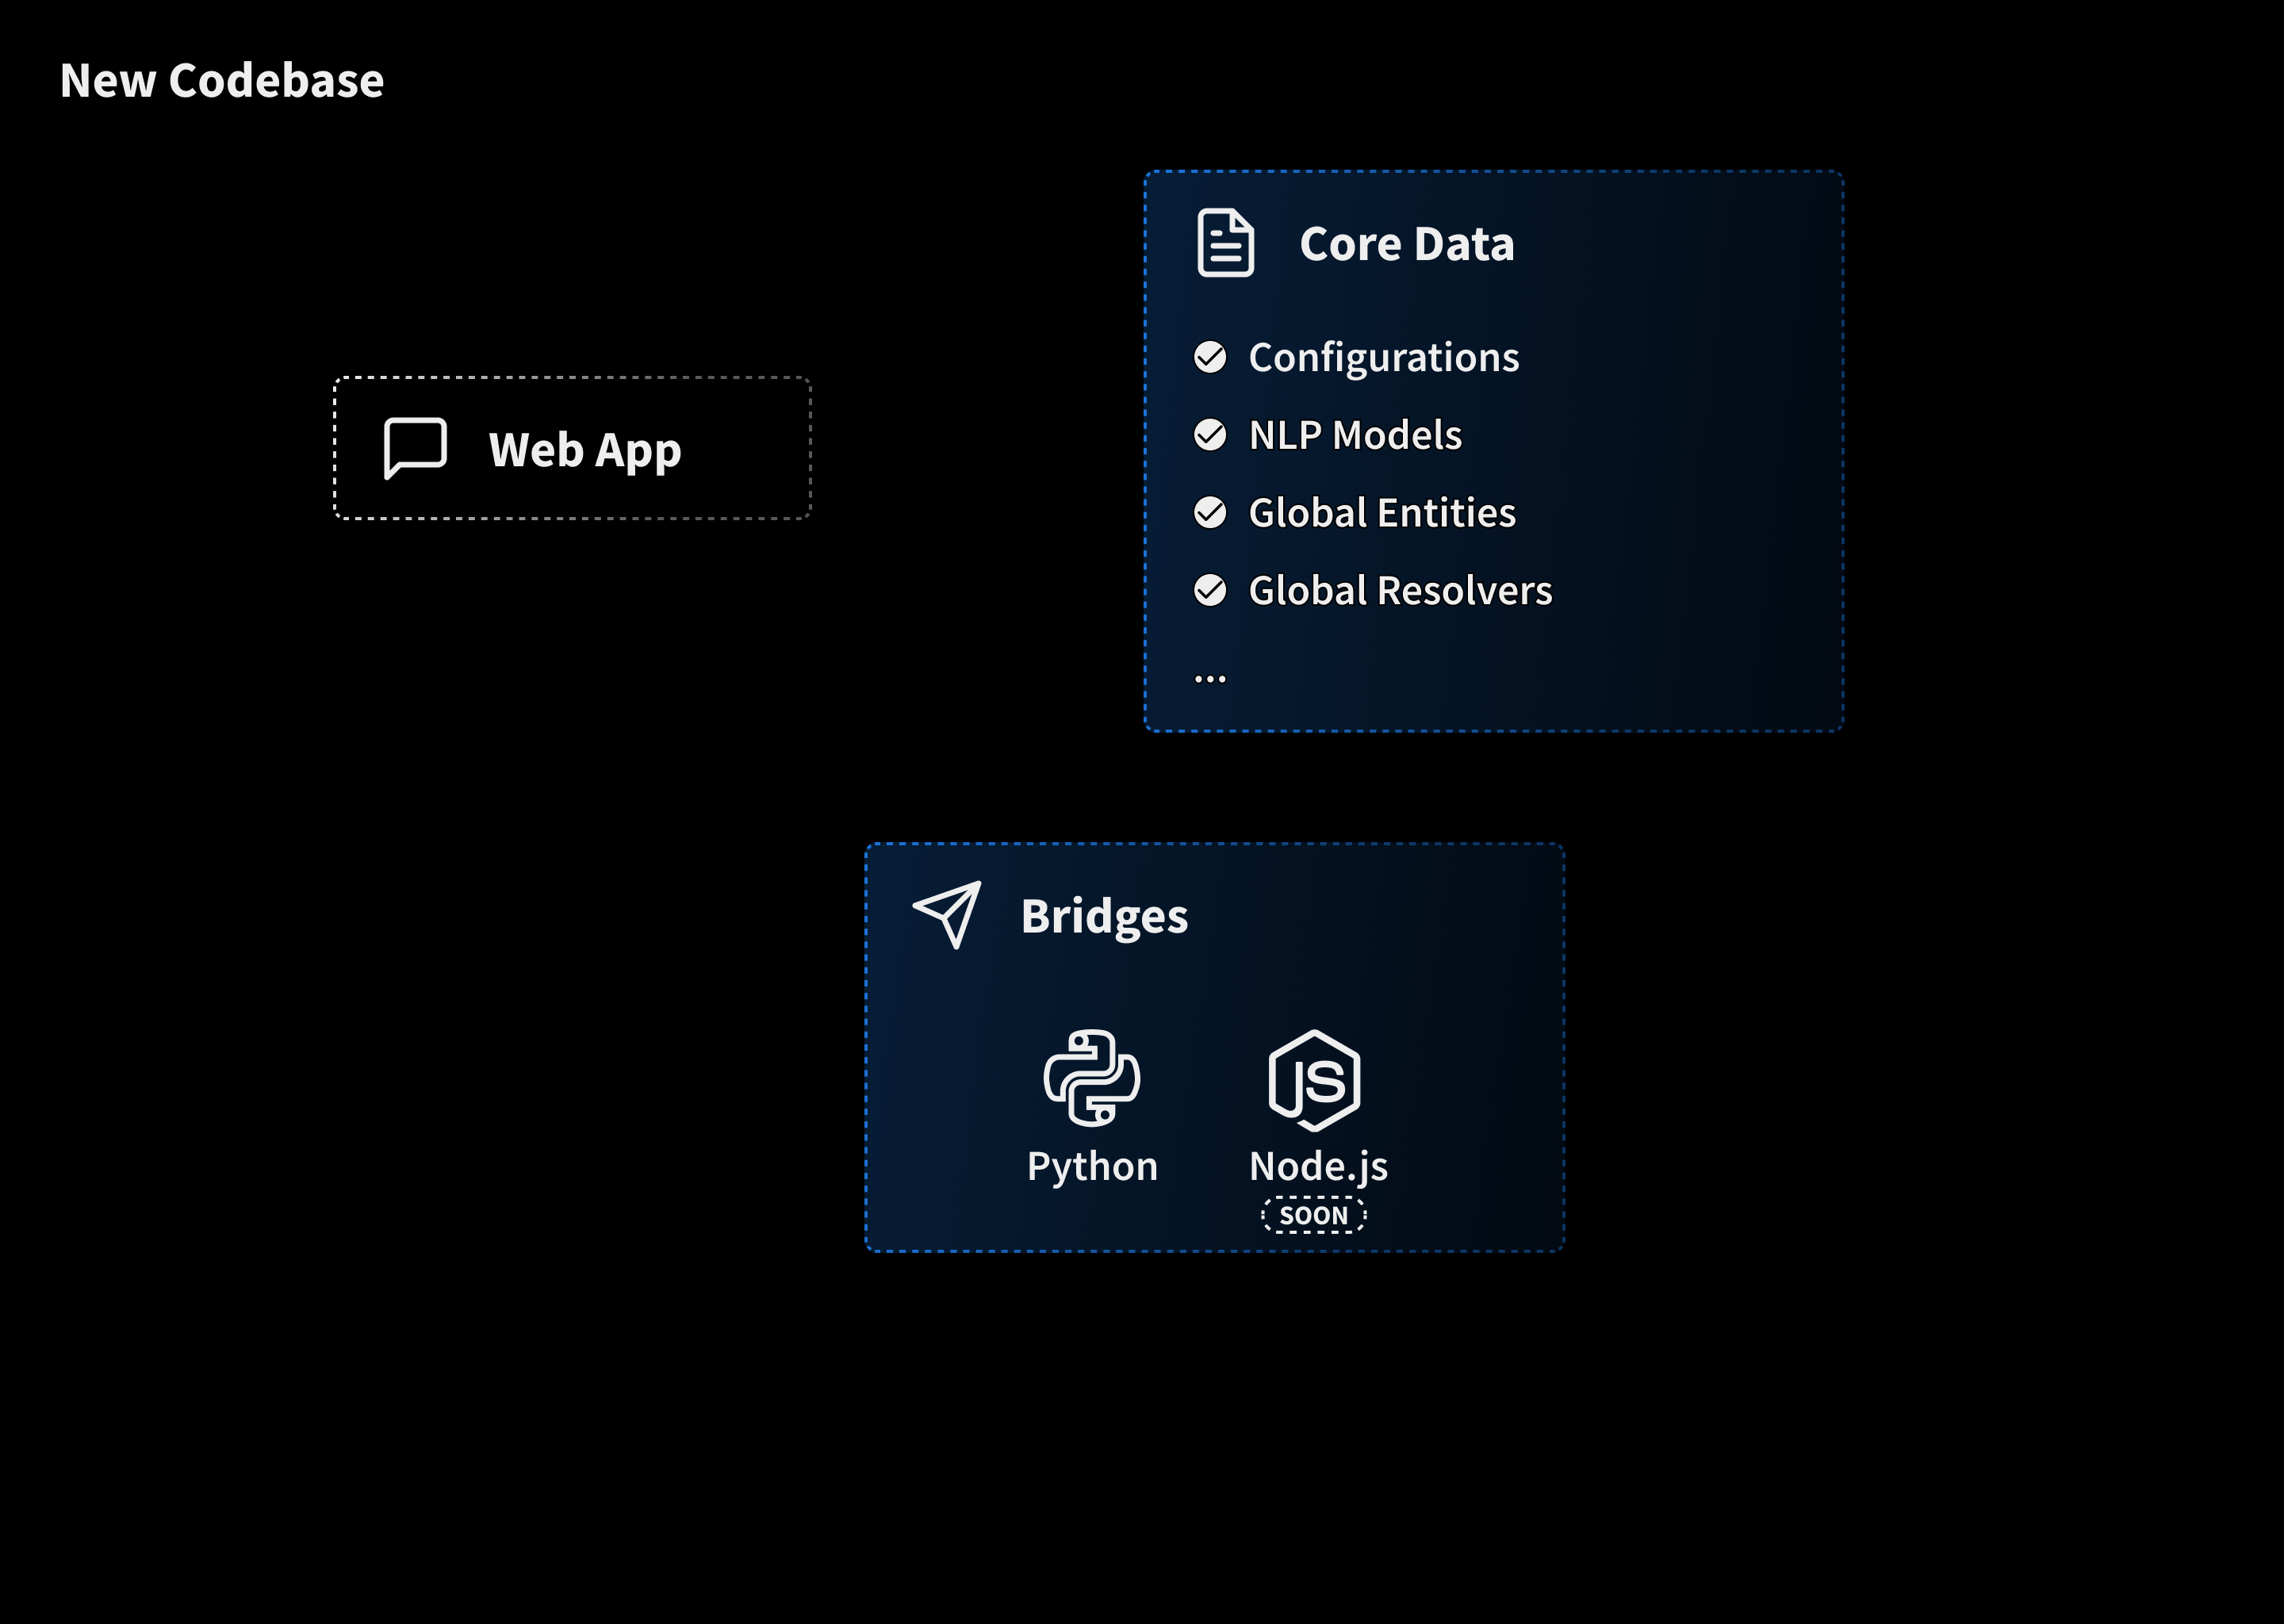 New Codebase
Web App
Core Data
Configurations
NLP Models
Global Entities
Global Resolvers
...
Bridges
JS
Python
Node.js
SOON